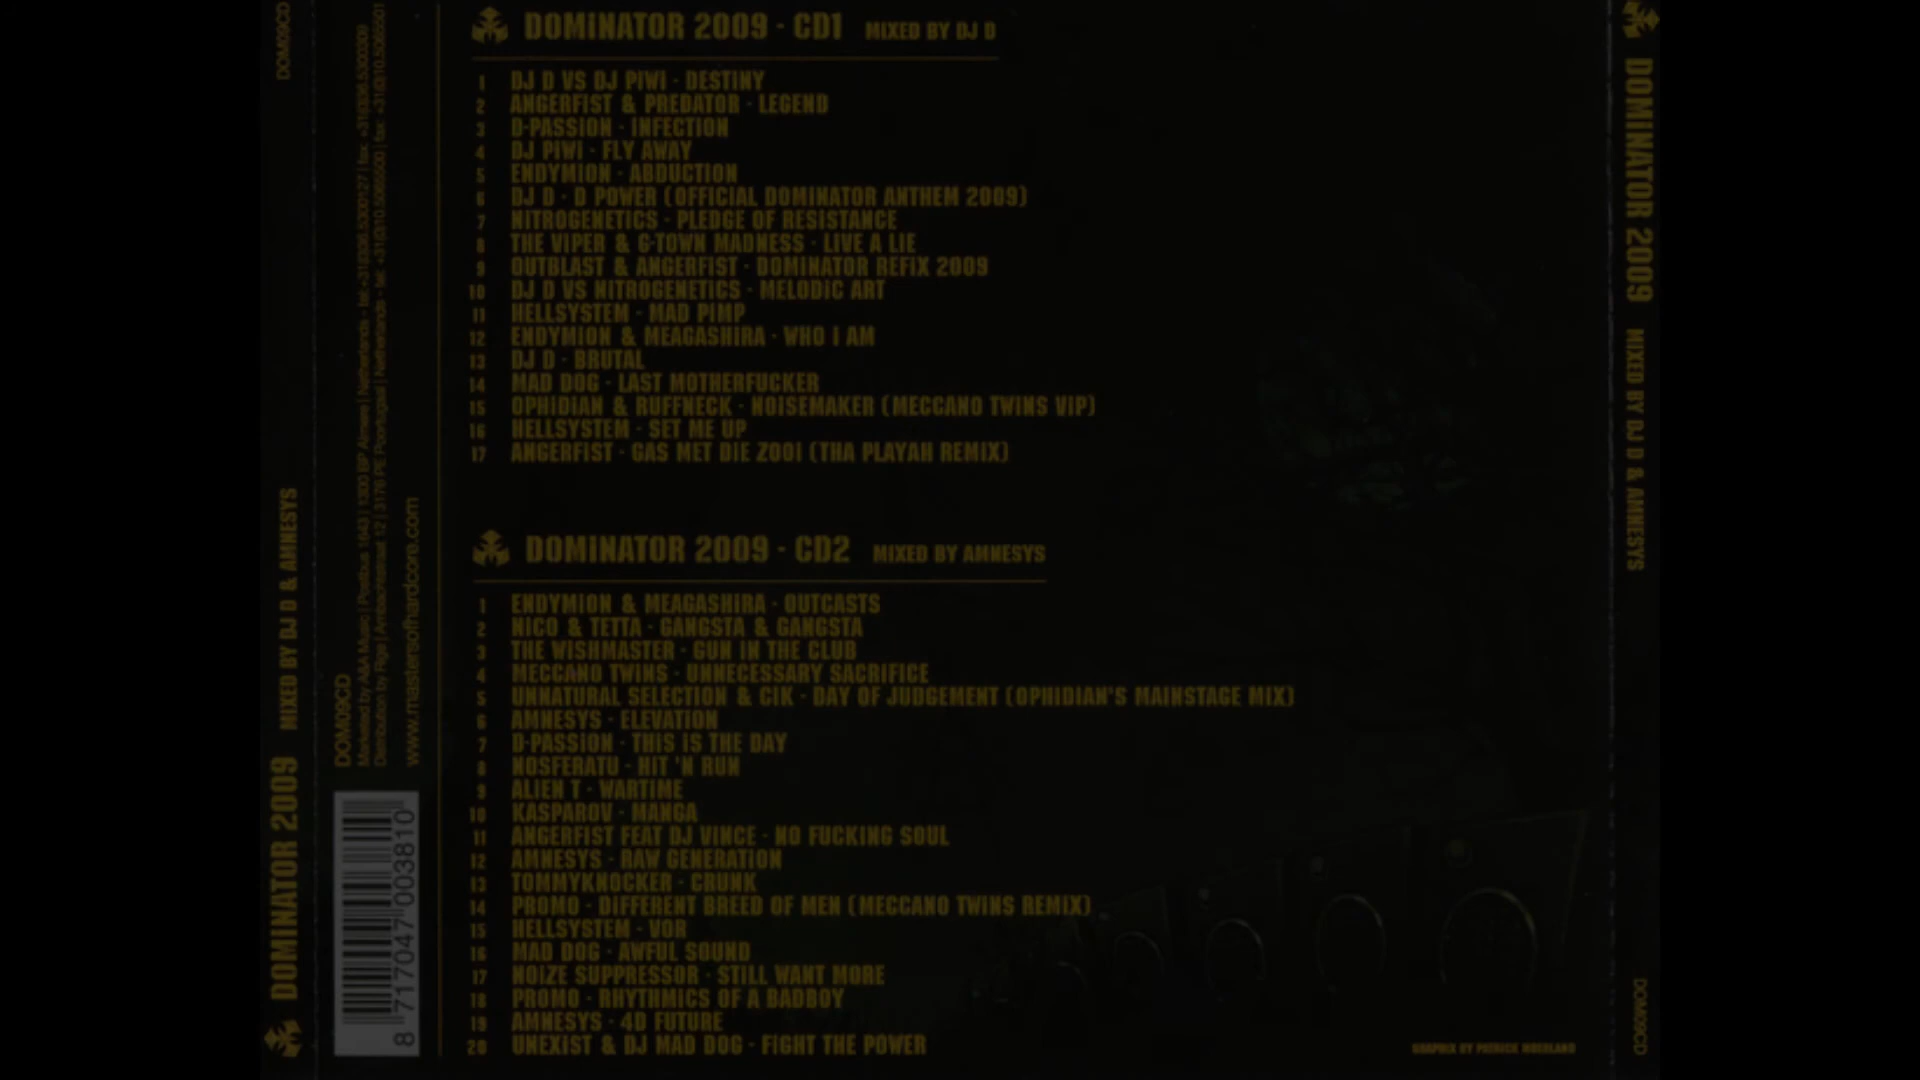 DOM09CD
MIXED BY DJ D & AMNESYS
DOMINATOR 2009
DOM09CD
www.mastersofhardcore.com
8 717047 003810
DOMINATOR 2009 - CD1 MIXED BY DJ D
1 DJ D VS DJ PIWI - DESTINY
2 ANGERFIST & PREDATOR - LEGEND
3 D-PASSION - INFECTION
4 DJ PIWI - FLY AWAY
5 ENDYMION - ABDUCTION
6 DJ D - D POWER (OFFICIAL DOMINATOR ANTHEM 2009)
7 NITROGENETICS - PLEDGE OF RESISTANCE
8 THE VIPER & G-TOWN MADNESS - LIVE A LIE
9 OUTBLAST & ANGERFIST - DOMINATOR REFIX 2009
10 DJ D VS NITROGENETICS - MELODIC ART
11 HELLSYSTEM - MAD PIMP
12 ENDYMION & MEAGASHIRA - WHO I AM
13 DJ D - BRUTAL
14 MAD DOG - LAST MOTHERFUCKER
15 OPHIDIAN & RUFFNECK - NOISEMAKER (MECCANO TWINS VIP)
16 HELLSYSTEM - SET ME UP
17 ANGERFIST - GAS MET DIE ZOOI (THA PLAYAH REMIX)
DOMINATOR 2009 - CD2 MIXED BY AMNESYS
1 ENDYMION & MEAGASHIRA - OUTCASTS
2 NICO & TETTA - GANGSTA & GANGSTA
3 THE WISHMASTER - GUN IN THE CLUB
4 MECCANO TWINS - UNNECESSARY SACRIFICE
5 UNNATURAL SELECTION & CIK - DAY OF JUDGEMENT (OPHIDIAN'S MAINSTAGE MIX)
6 AMNESYS - ELEVATION
7 D-PASSION - THIS IS THE DAY
8 NOSFERATU - HIT 'N RUN
9 ALIEN T - WARTIME
10 KASPAROV - MANGA
11 ANGERFIST FEAT DJ VINCE - NO FUCKING SOUL
12 AMNESYS - RAW GENERATION
13 TOMMYKNOCKER - CRUNK
14 PROMO - DIFFERENT BREED OF MEN (MECCANO TWINS REMIX)
15 HELLSYSTEM - VOR
16 MAD DOG - AWFUL SOUND
17 NOIZE SUPPRESSOR - STILL WANT MORE
18 PROMO - RHYTHMICS OF A BADBOY
19 AMNESYS - 4D FUTURE
20 UNEXIST & DJ MAD DOG - FIGHT THE POWER
DOMINATOR 2009 MIXED BY DJ D & AMNESYS
DOM09CD